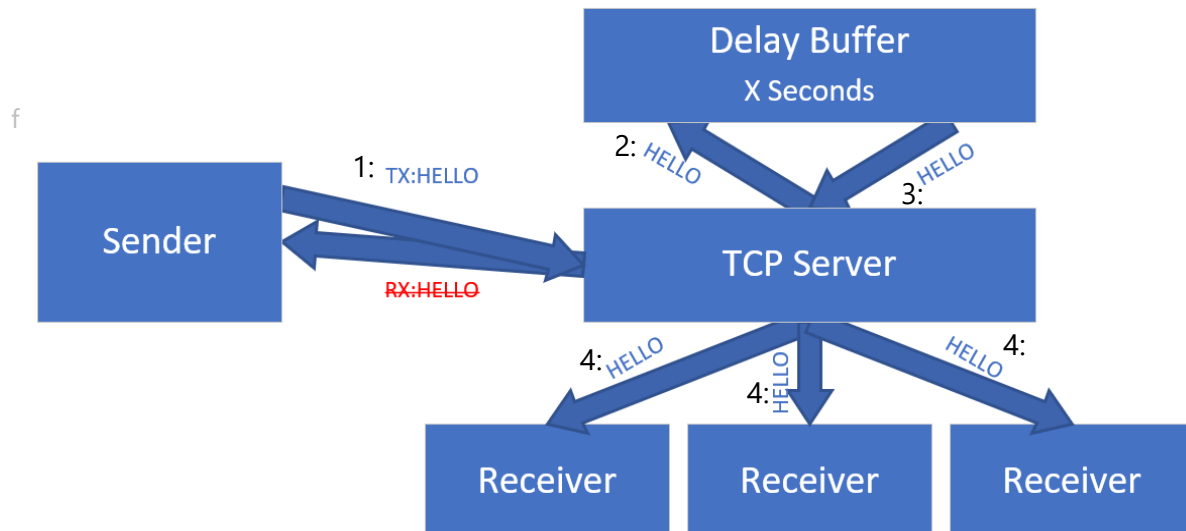 Delay Buffer
X Seconds
f
2: HELLO
3: HELLO
1: TX:HELLO
Sender
TCP Server
RX:HELLO
4: HELLO
4: HELLO
HELLO 4:
Receiver
Receiver
Receiver